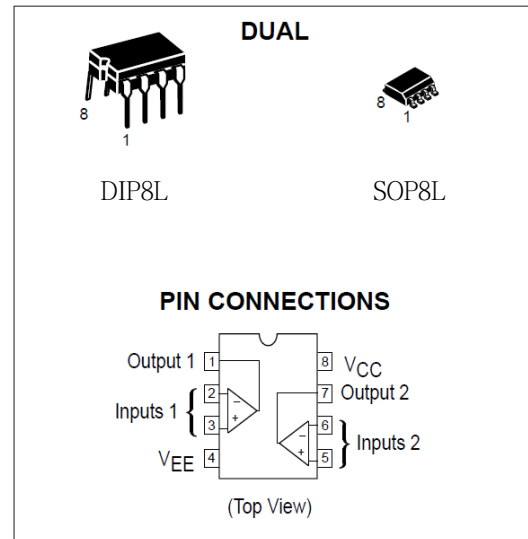 DUAL
8
1
8
1
DIP8L SOP8L
PIN CONNECTIONS
Output 1 1 8 VCC
2 7 Output 2
Inputs 1 − + − 6 Inputs 2
3 + 5
VEE 4
(Top View)